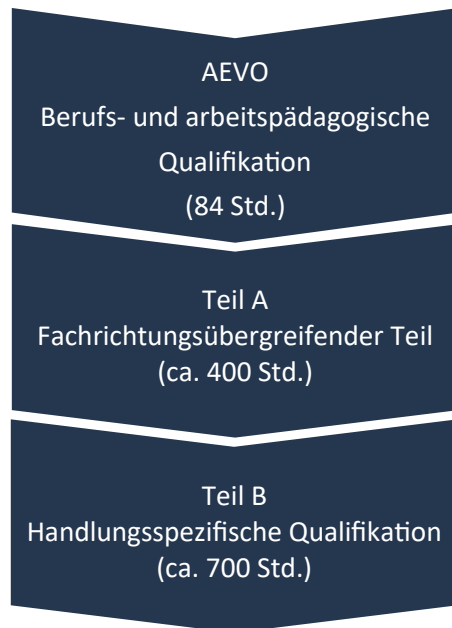 AEVO
Berufs- und arbeitspädagogische
Qualifikation
(84 Std.)
Teil A
Fachrichtungsübergreifender Teil
(ca. 400 Std.)
Teil B
Handlungsspezifische Qualifikation
(ca. 700 Std.)